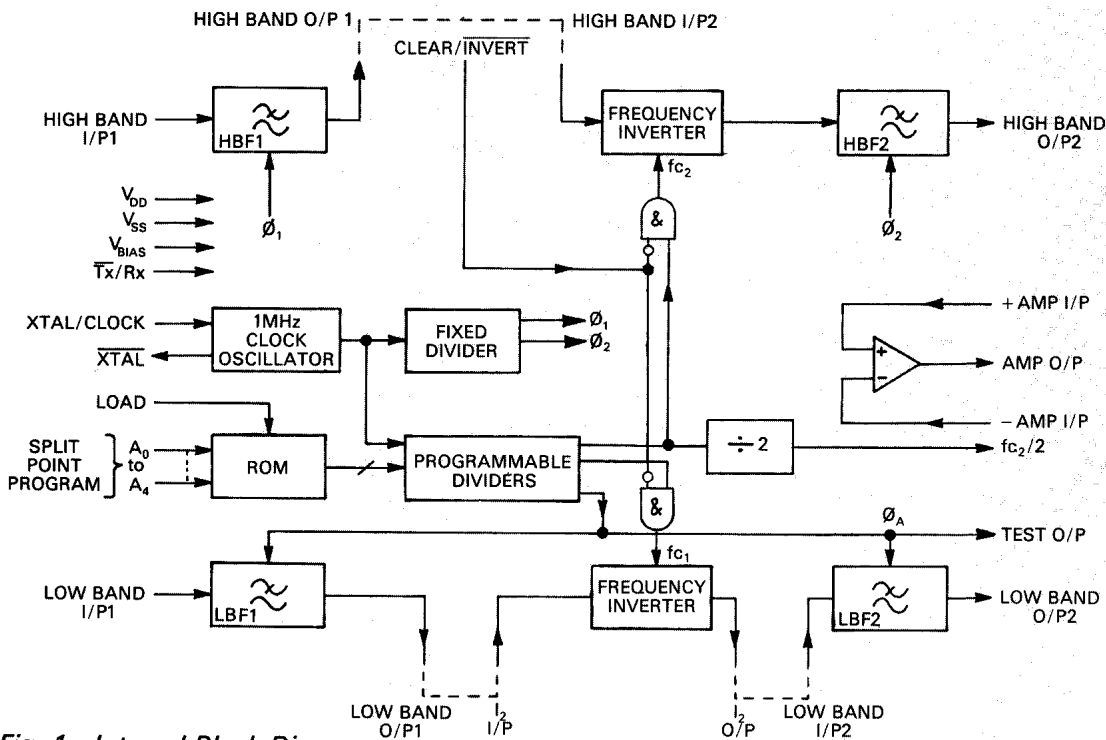 HIGH BAND O/P 1
HIGH BAND I/P2
CLEAR/INVERT
HIGH BAND
I/P1
HBF1
Ø1
FREQUENCY
INVERTER
fc2
HBF2
Ø2
HIGH BAND
O/P2
&
VDD
VSS
VBIAS
Tx/Rx
XTAL/CLOCK
XTAL
1MHz
CLOCK
OSCILLATOR
FIXED
DIVIDER
Ø1
Ø2
+ AMP I/P
+
−
AMP O/P
− AMP I/P
LOAD
SPLIT
POINT
PROGRAM
A0
to
A4
ROM
PROGRAMMABLE
DIVIDERS
÷ 2
fc2/2
&
ØA
TEST O/P
fc1
LOW BAND
I/P1
LBF1
FREQUENCY
INVERTER
LBF2
LOW BAND
O/P2
LOW BAND
O/P1
I2
I/P
I2
O/P
LOW BAND
I/P2